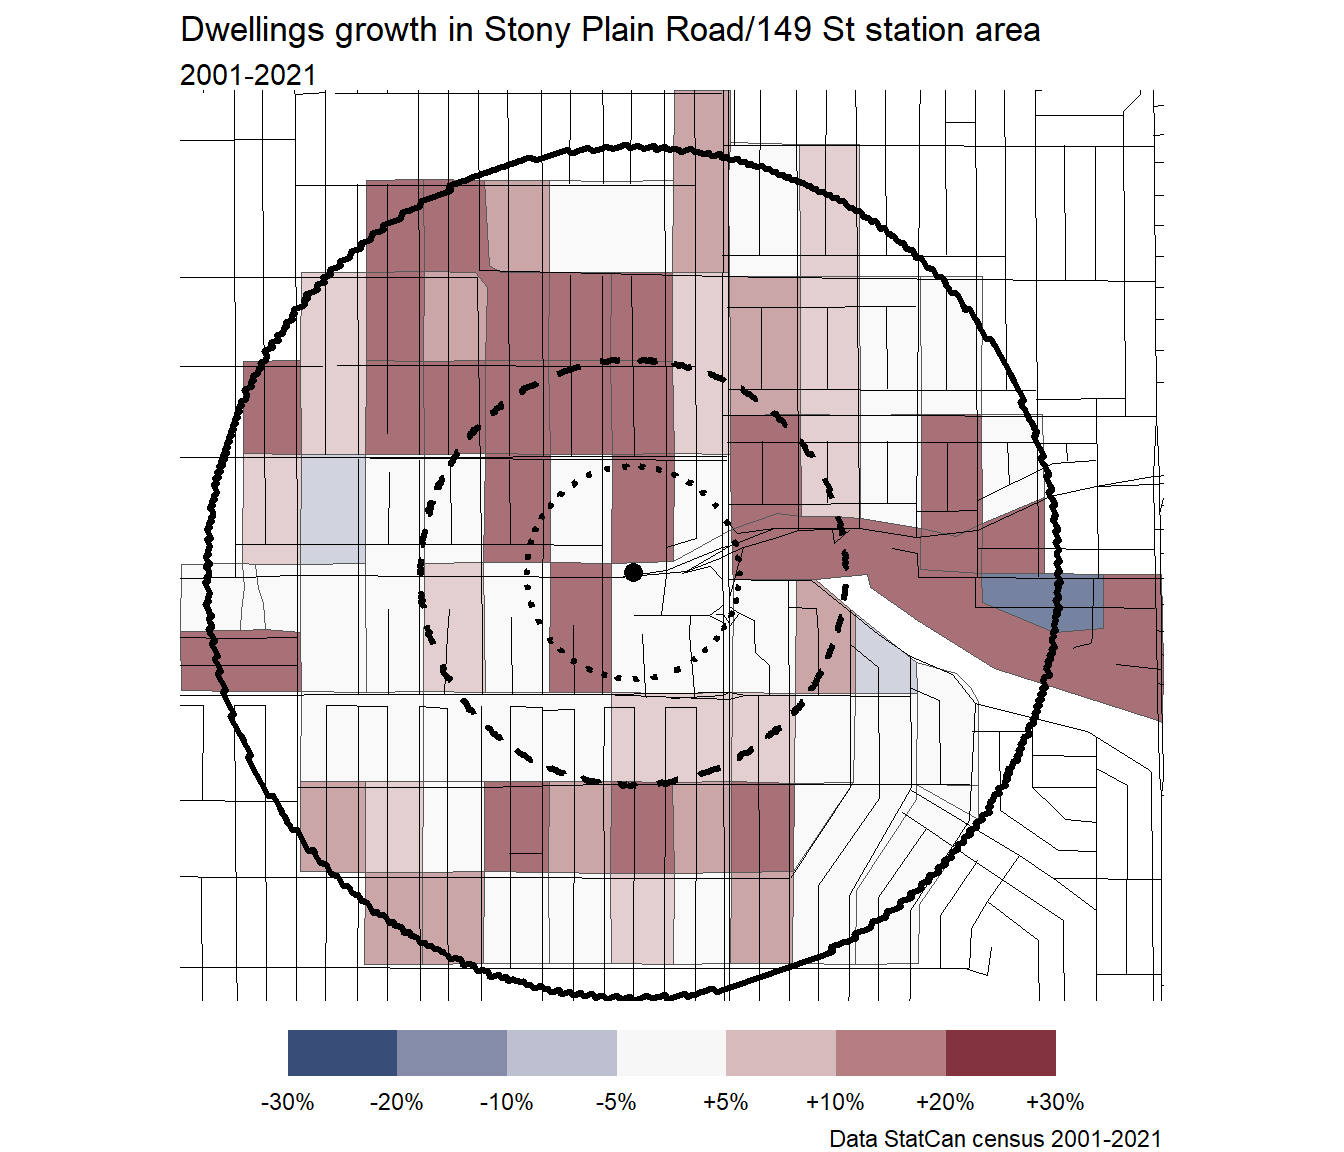 Dwellings growth in Stony Plain Road/149 St station area
2001-2021
-30% -20% -10% -5% +5% +10% +20% +30%
Data StatCan census 2001-2021